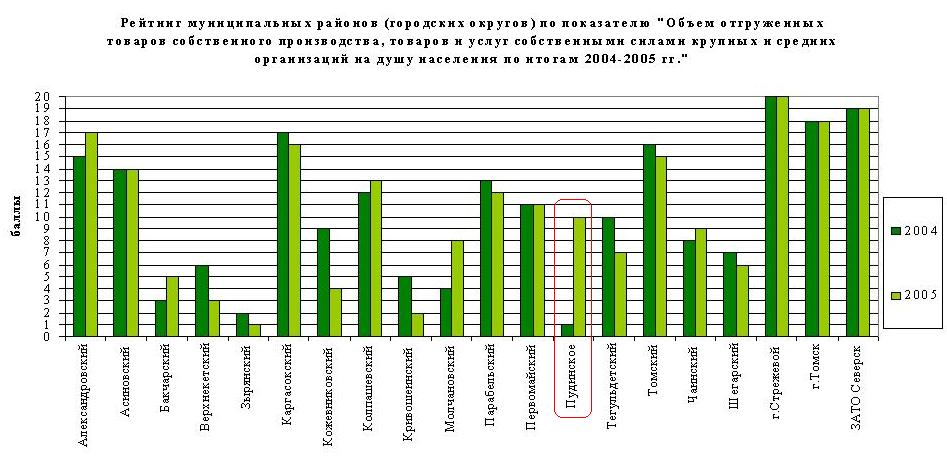 Рейтинг муниципальных районов (городских округов) по показателю "Объем отгруженных
товаров собственного производства, товаров и услуг собственными силами крупных и средних
организаций на душу населения по итогам 2004-2005 гг."
20
19
18
17
16
15
14
13
12
11
10
9
8
7
6
5
4
3
2
1
0
баллы
Александровский
Асиновский
Бакчарский
Верхнекетский
Зырянский
Каргасокский
Кожевниковский
Колпашевский
Кривошеинский
Молчановский
Парабельский
Первомайский
Пудинское
Тегульдетский
Томский
Чаинский
Шегарский
г.Стрежевой
г.Томск
ЗАТО Северск
2004
2005